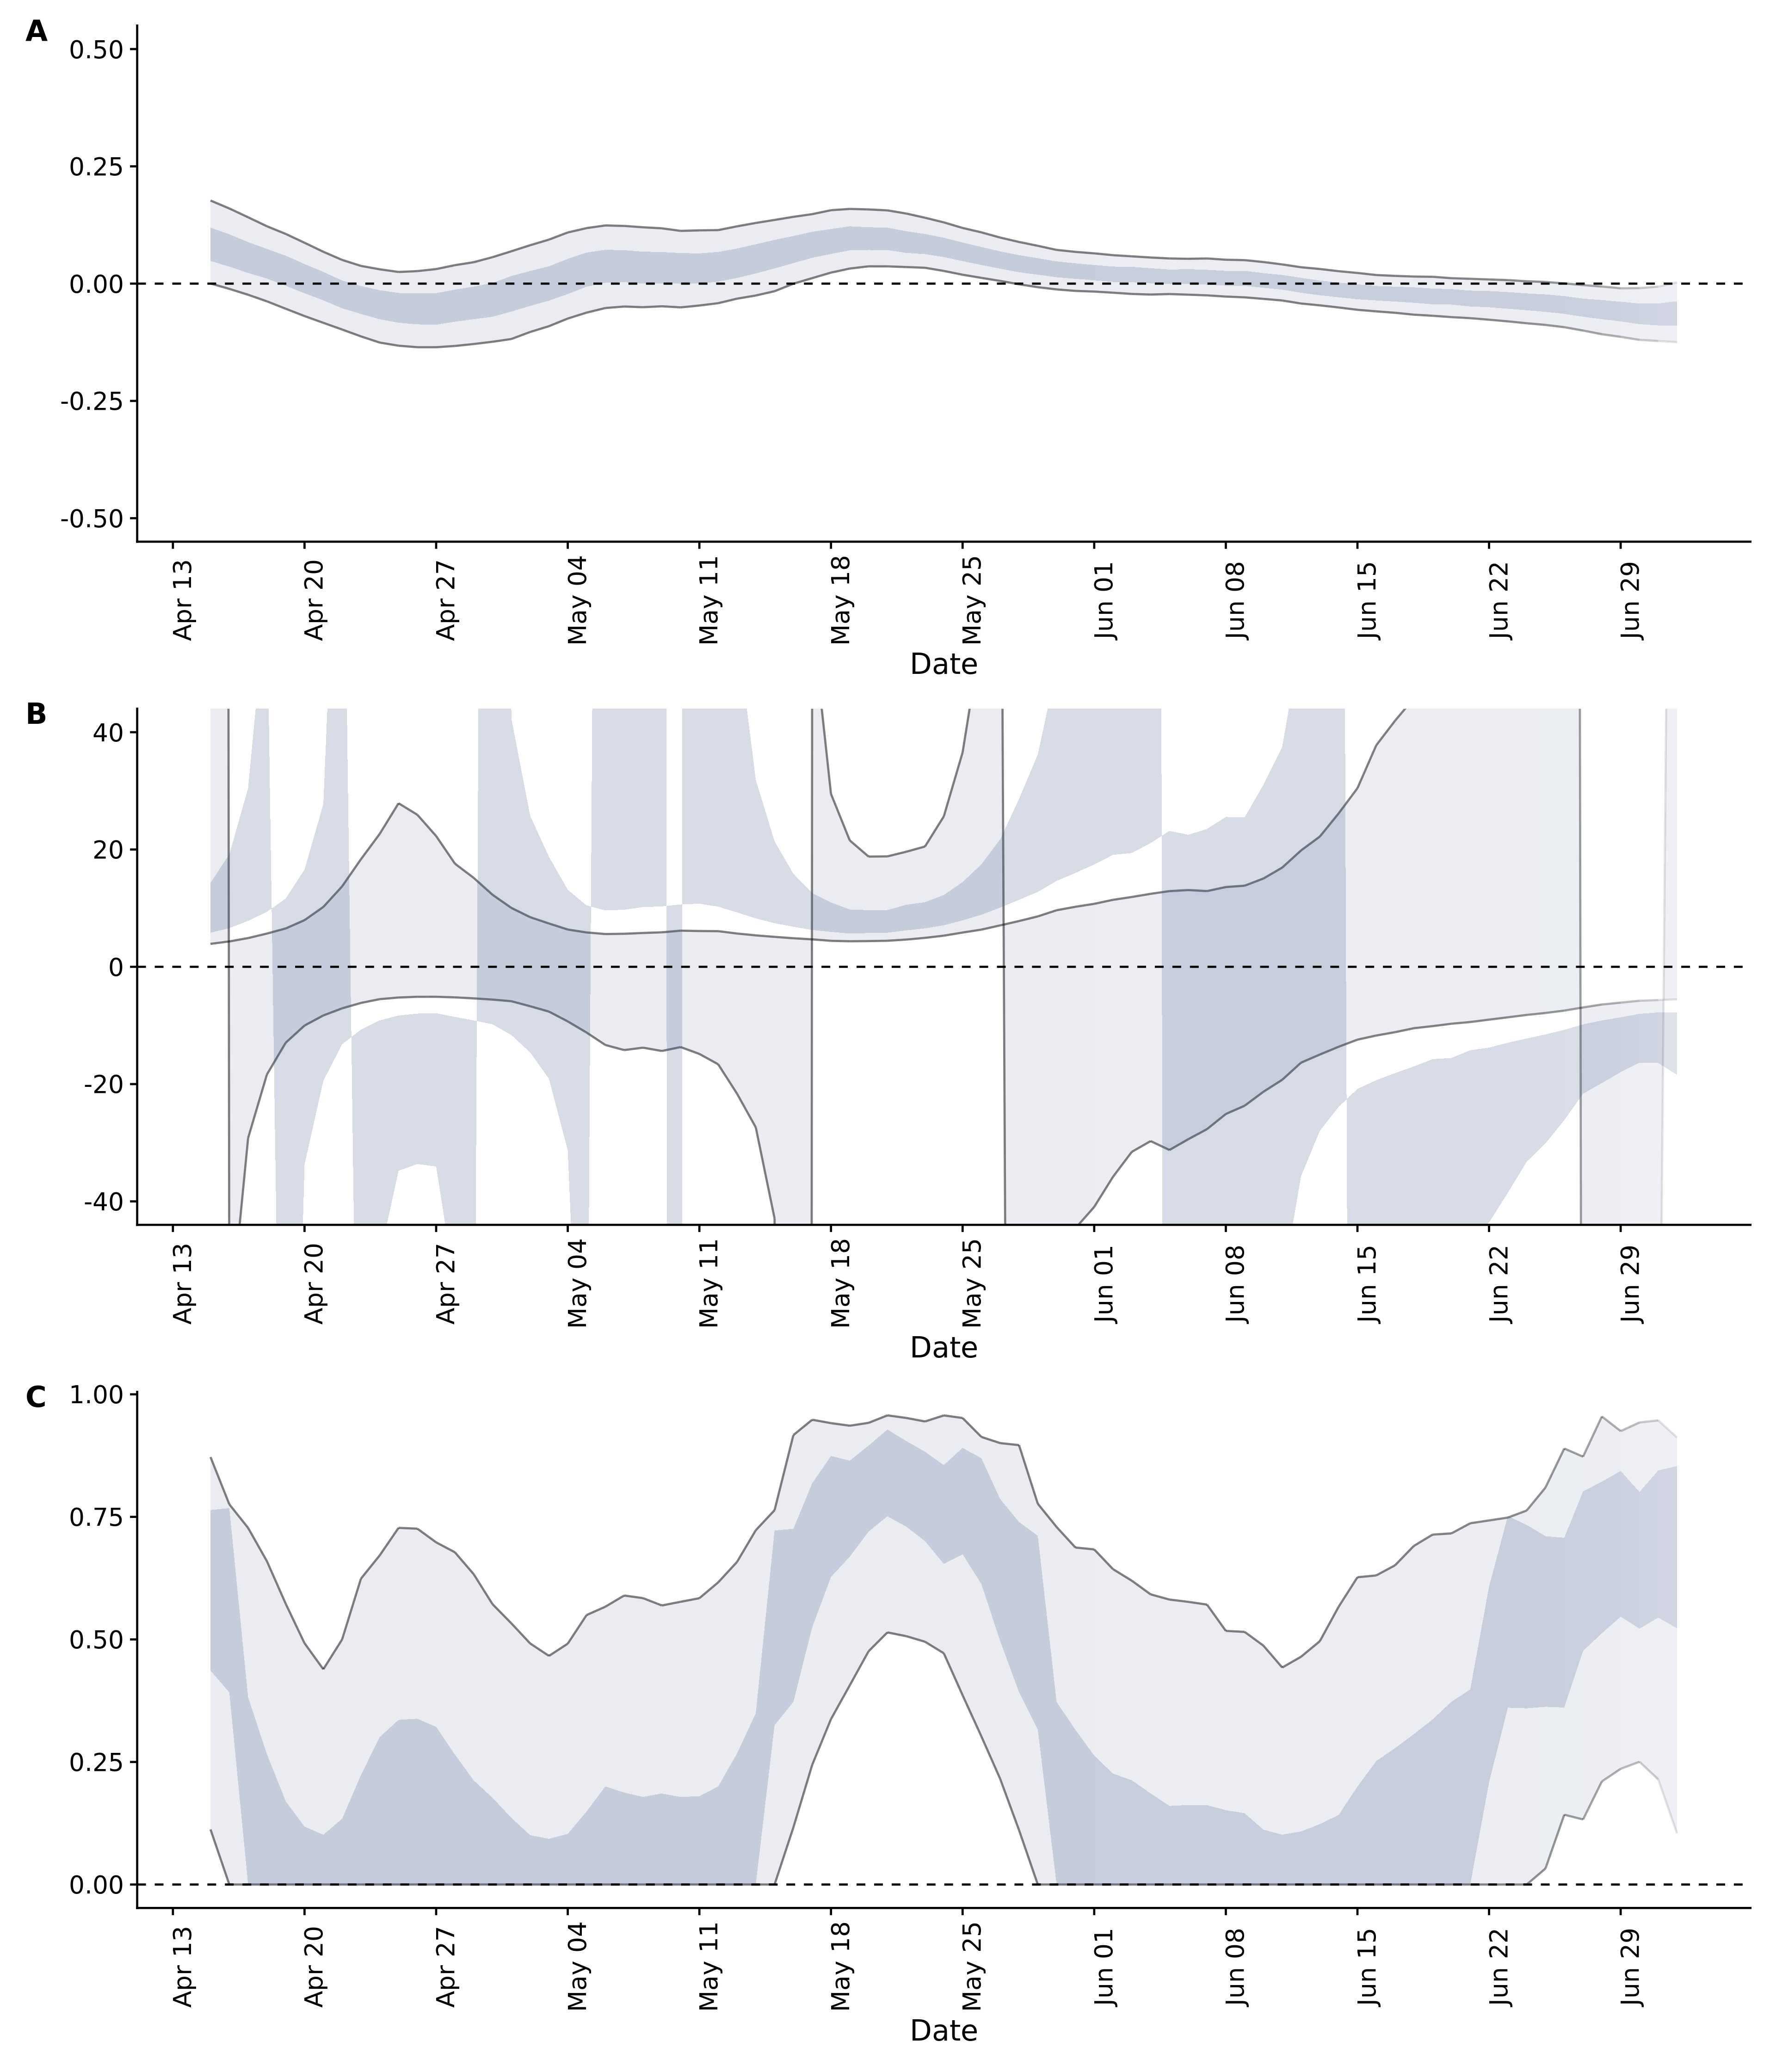 A
0.50
0.25
0.00
-0.25
-0.50
Apr 13
Apr 20
Apr 27
May 04
May 11
May 18
May 25
Jun 01
Jun 08
Jun 15
Jun 22
Jun 29
Date
B
40
20
0
-20
-40
Apr 13
Apr 20
Apr 27
May 04
May 11
May 18
May 25
Jun 01
Jun 08
Jun 15
Jun 22
Jun 29
Date
C
1.00
0.75
0.50
0.25
0.00
Apr 13
Apr 20
Apr 27
May 04
May 11
May 18
May 25
Jun 01
Jun 08
Jun 15
Jun 22
Jun 29
Date